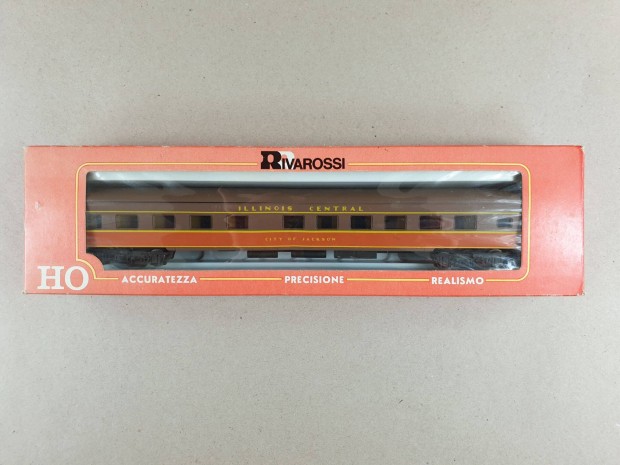 RIVAROSSI
ILLINOIS CENTRAL
CITY OF JACKSON
HO ACCURATEZZA PRECISIONE REALISMO